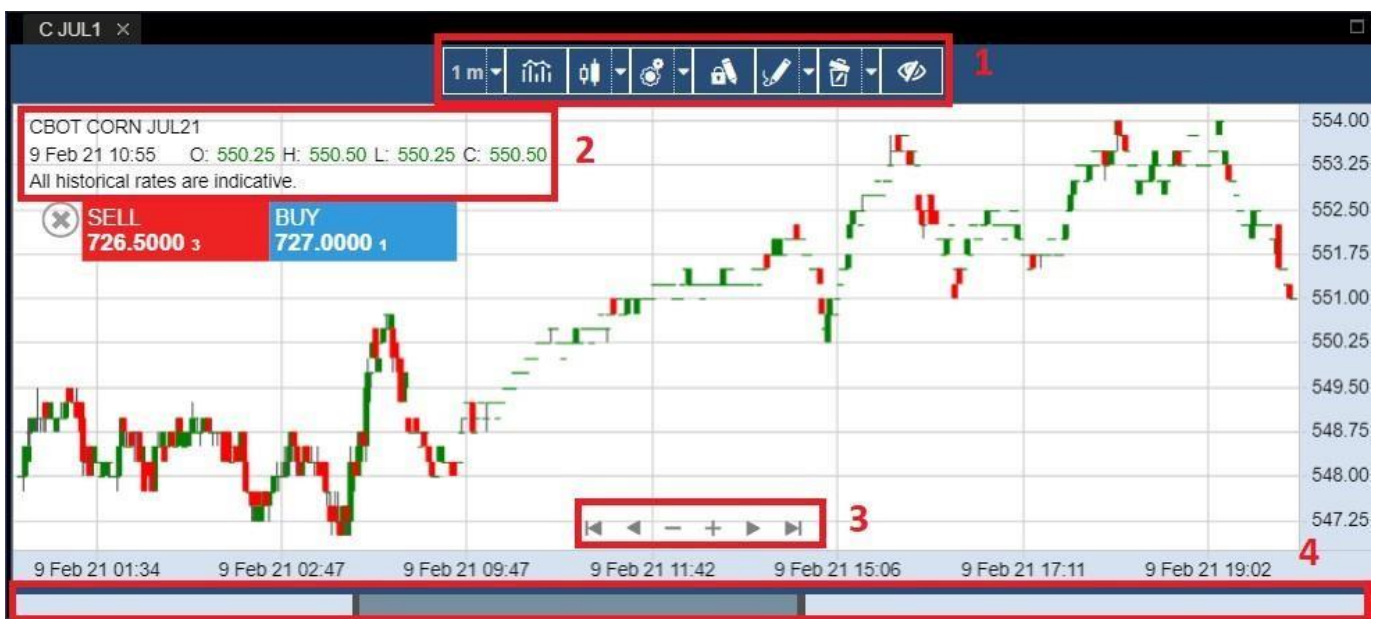 C JUL1 ×
1 m
1
CBOT CORN JUL21
9 Feb 21 10:55 O: 550.25 H: 550.50 L: 550.25 C: 550.50
All historical rates are indicative.
2
SELL
726.5000 3
BUY
727.0000 1
554.00
553.25
552.50
551.75
551.00
550.25
549.50
548.75
548.00
547.25
3
4
9 Feb 21 01:34 9 Feb 21 02:47 9 Feb 21 09:47 9 Feb 21 11:42 9 Feb 21 15:06 9 Feb 21 17:11 9 Feb 21 19:02